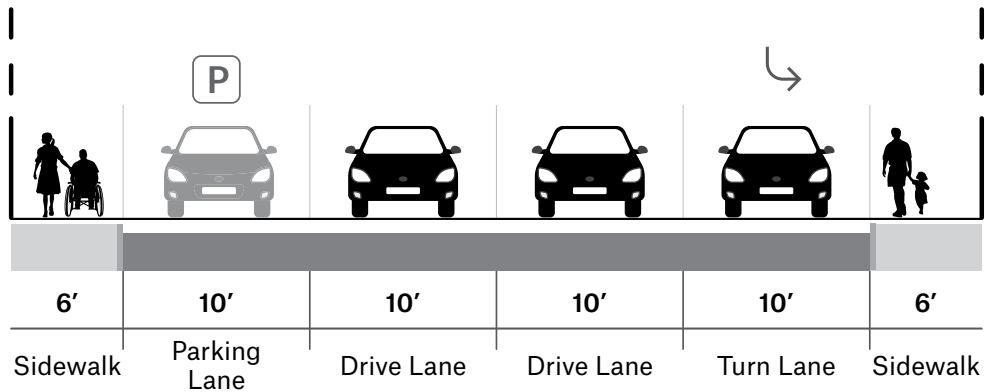 P
6’ 10’ 10’ 10’ 10’ 6’
Sidewalk Parking Lane Drive Lane Drive Lane Turn Lane Sidewalk